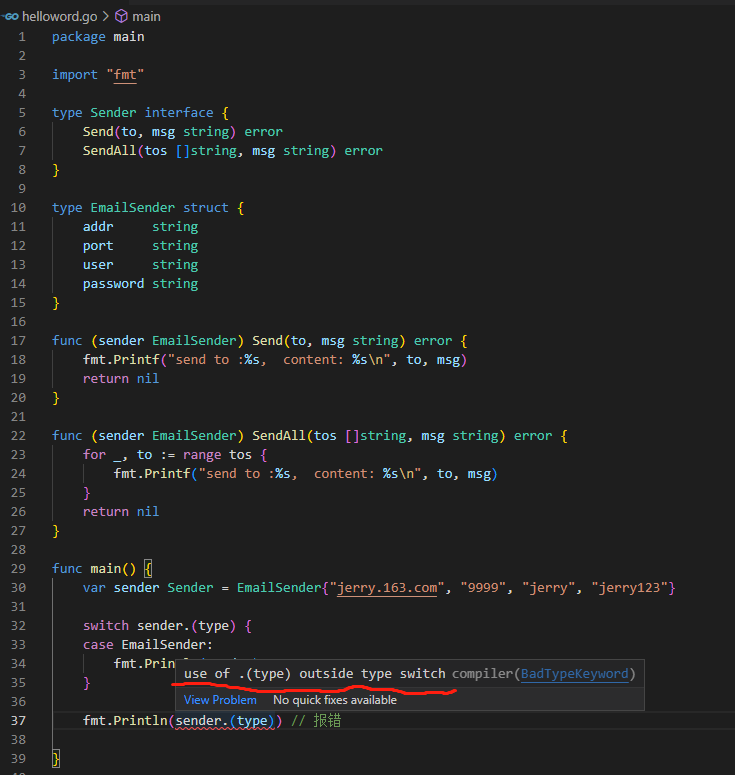 helloword.go > main
1 package main
2
3 import "fmt"
4
5 type Sender interface {
6 Send(to, msg string) error
7 SendAll(tos []string, msg string) error
8 }
9
10 type EmailSender struct {
11 addr     string
12 port     string
13 user     string
14 password string
15 }
16
17 func (sender EmailSender) Send(to, msg string) error {
18 fmt.Printf("send to :%s,  content: %s\n", to, msg)
19 return nil
20 }
21
22 func (sender EmailSender) SendAll(tos []string, msg string) error {
23 for _, to := range tos {
24 fmt.Printf("send to :%s,  content: %s\n", to, msg)
25 }
26 return nil
27 }
28
29 func main() {
30 var sender Sender = EmailSender{"jerry.163.com", "9999", "jerry", "jerry123"}
31
32 switch sender.(type) {
33 case EmailSender:
34 fmt.Print
use of .(type) outside type switch compiler(BadTypeKeyword)
35 }
View Problem No quick fixes available
36
37 fmt.Println(sender.(type)) // 报错
38
39 }